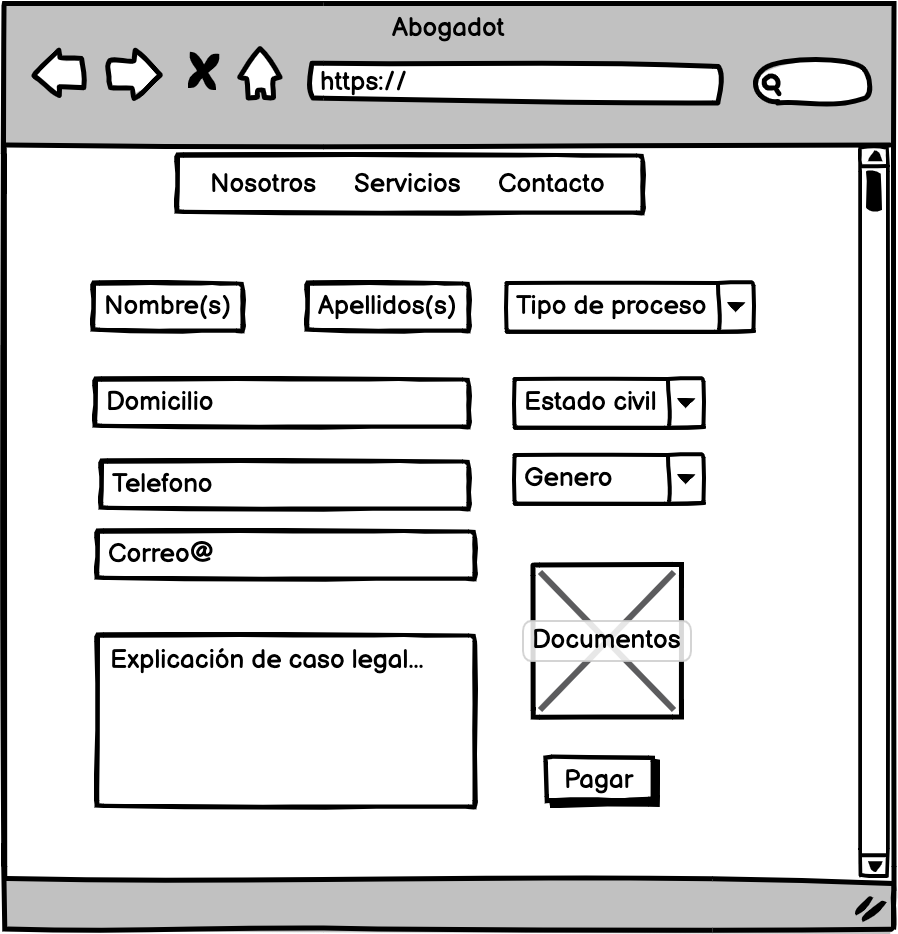 Abogadot
https://
Nosotros Servicios Contacto
Nombre(s) Apellidos(s) Tipo de proceso
Domicilio Estado civil
Telefono Genero
Correo@
Documentos
Explicación de caso legal...
Pagar